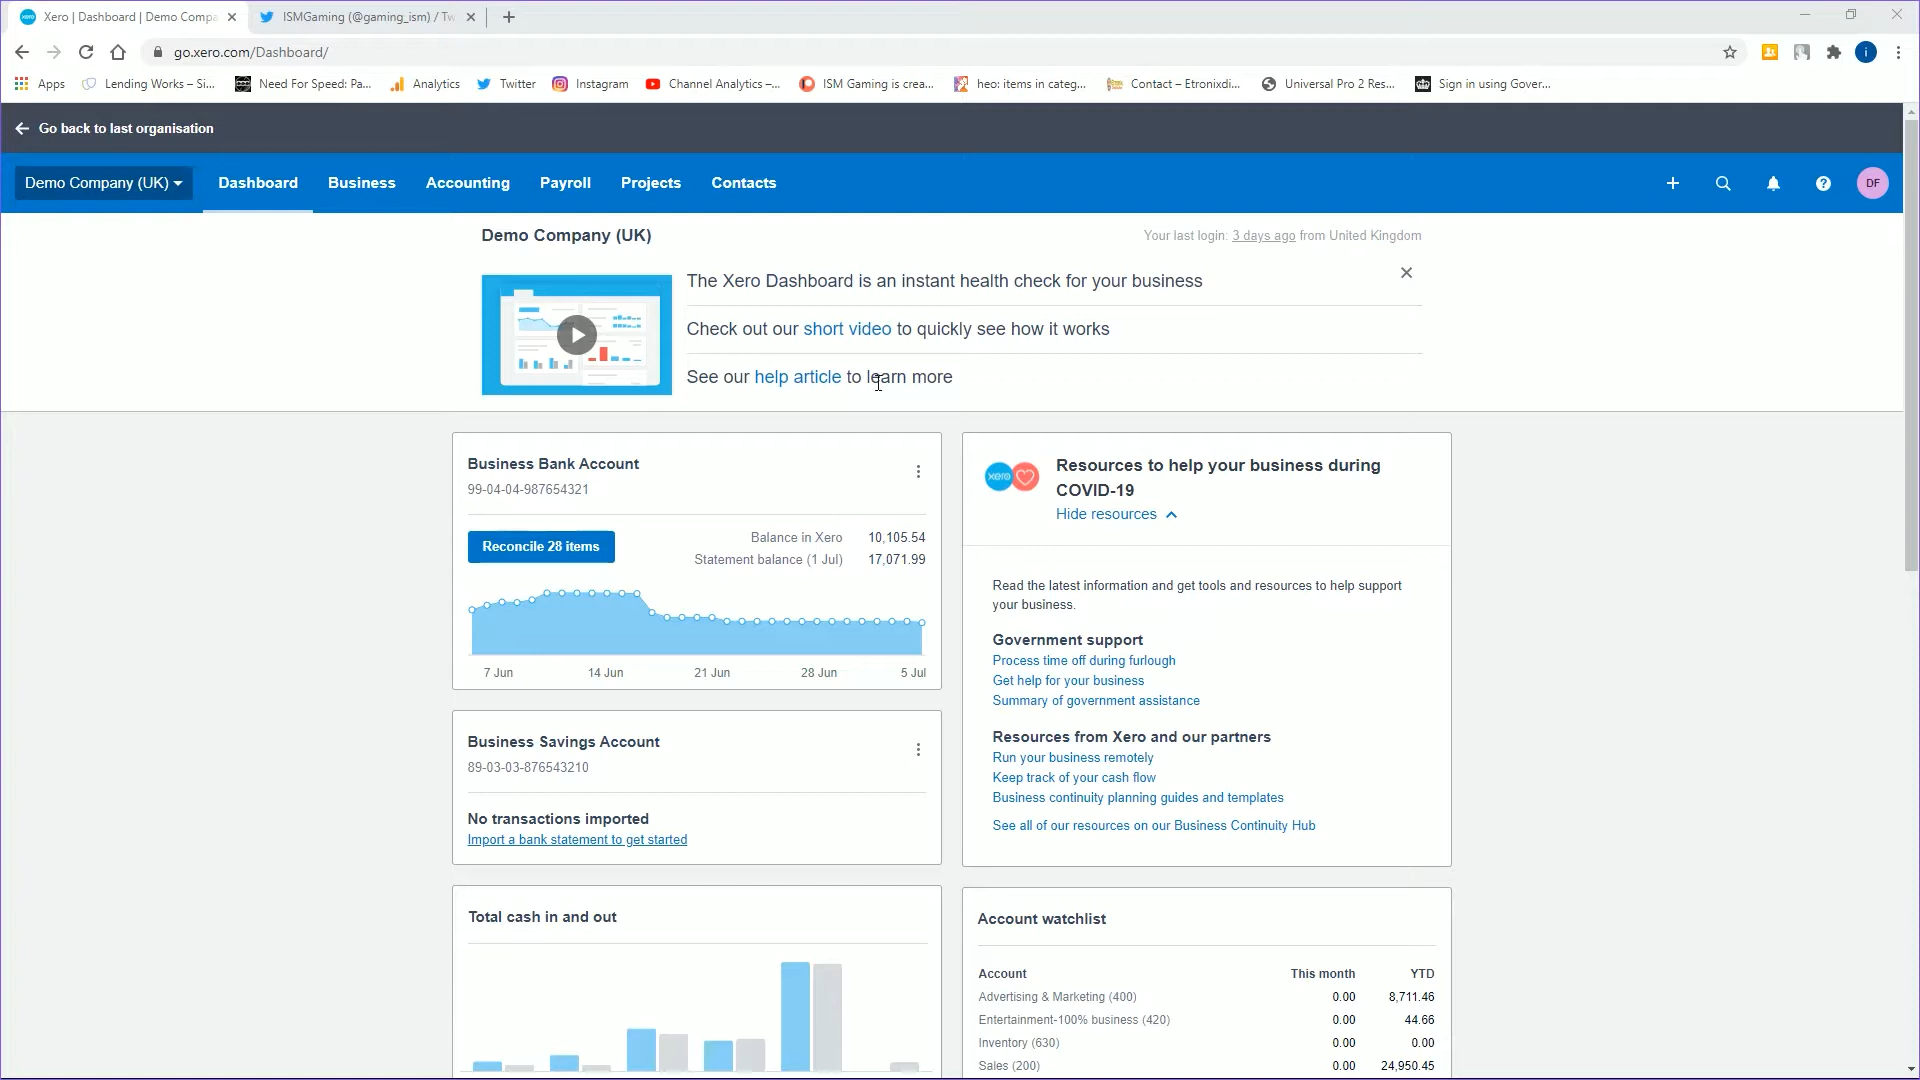 Xero | Dashboard | Demo Compa
ISMGaming (@gaming_ism) / Tw
go.xero.com/Dashboard/
i
Apps
Lending Works – Si...
Need For Speed: Pa...
Analytics
Twitter
Instagram
Channel Analytics –...
ISM Gaming is crea...
heo: items in categ...
Contact – Etronixdi...
Universal Pro 2 Res...
Sign in using Gover...
Go back to last organisation
Demo Company (UK)
Dashboard
Business
Accounting
Payroll
Projects
Contacts
DF
Demo Company (UK)
Your last login: 3 days ago from United Kingdom
The Xero Dashboard is an instant health check for your business
Check out our short video to quickly see how it works
See our help article to learn more
Business Bank Account
99-04-04-987654321
Reconcile 28 items
Balance in Xero 10,105.54
Statement balance (1 Jul) 17,071.99
7 Jun 14 Jun 21 Jun 28 Jun 5 Jul
Business Savings Account
89-03-03-876543210
No transactions imported
Import a bank statement to get started
Total cash in and out
xero
Resources to help your business during
COVID-19
Hide resources
Read the latest information and get tools and resources to help support
your business.
Government support
Process time off during furlough
Get help for your business
Summary of government assistance
Resources from Xero and our partners
Run your business remotely
Keep track of your cash flow
Business continuity planning guides and templates
See all of our resources on our Business Continuity Hub
Account watchlist
Account This month YTD
Advertising & Marketing (400) 0.00 8,711.46
Entertainment-100% business (420) 0.00 44.66
Inventory (630) 0.00 0.00
Sales (200) 0.00 24,950.45